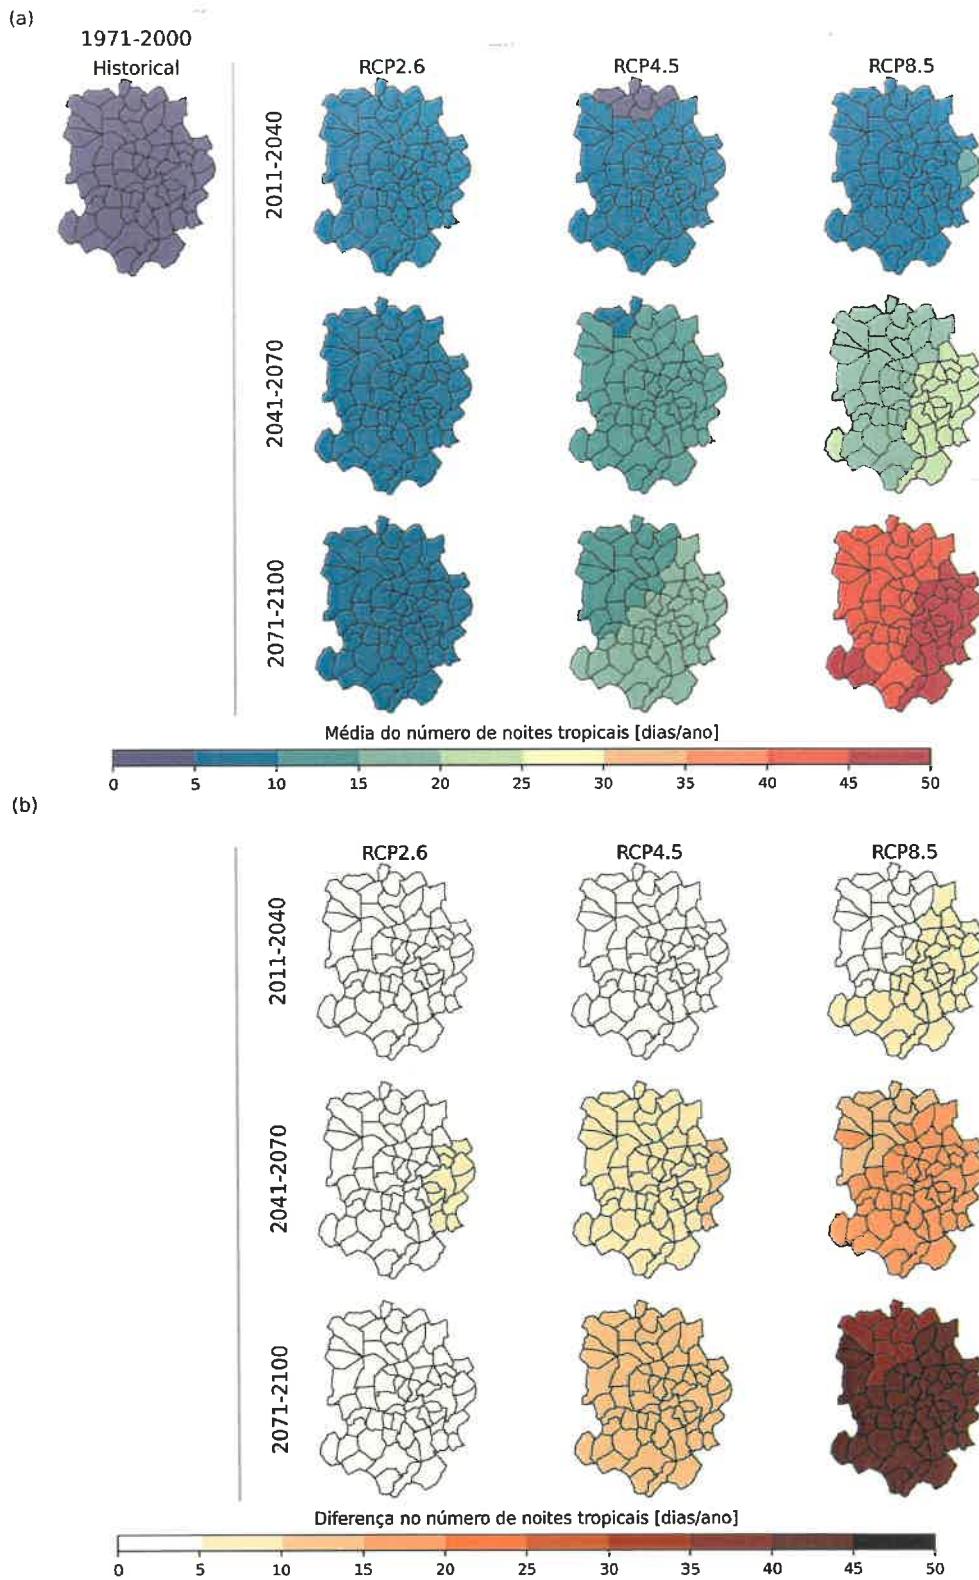 (a)
1971-2000
Historical
RCP2.6
RCP4.5
RCP8.5
2011-2040
2041-2070
2071-2100
Média do número de noites tropicais [dias/ano]
0 5 10 15 20 25 30 35 40 45 50
(b)
RCP2.6
RCP4.5
RCP8.5
2011-2040
2041-2070
2071-2100
Diferença no número de noites tropicais [dias/ano]
0 5 10 15 20 25 30 35 40 45 50